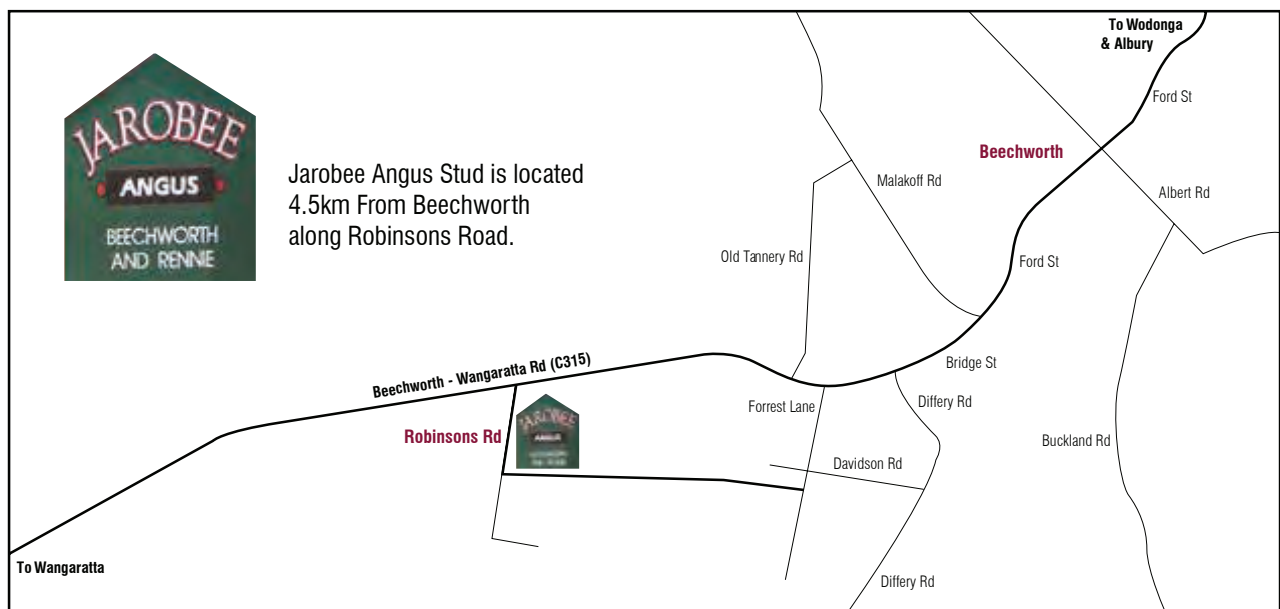 To Wodonga
& Albury
JAROBEE
ANGUS
BEECHWORTH
AND RENNIE
Jarobee Angus Stud is located
4.5km From Beechworth
along Robinsons Road.
Ford St
Beechworth
Malakoff Rd
Albert Rd
Old Tannery Rd
Ford St
Beechworth - Wangaratta Rd (C315)
Bridge St
Forrest Lane
Differy Rd
JAROBEE
ANGUS
Robinsons Rd
Buckland Rd
Davidson Rd
To Wangaratta
Differy Rd